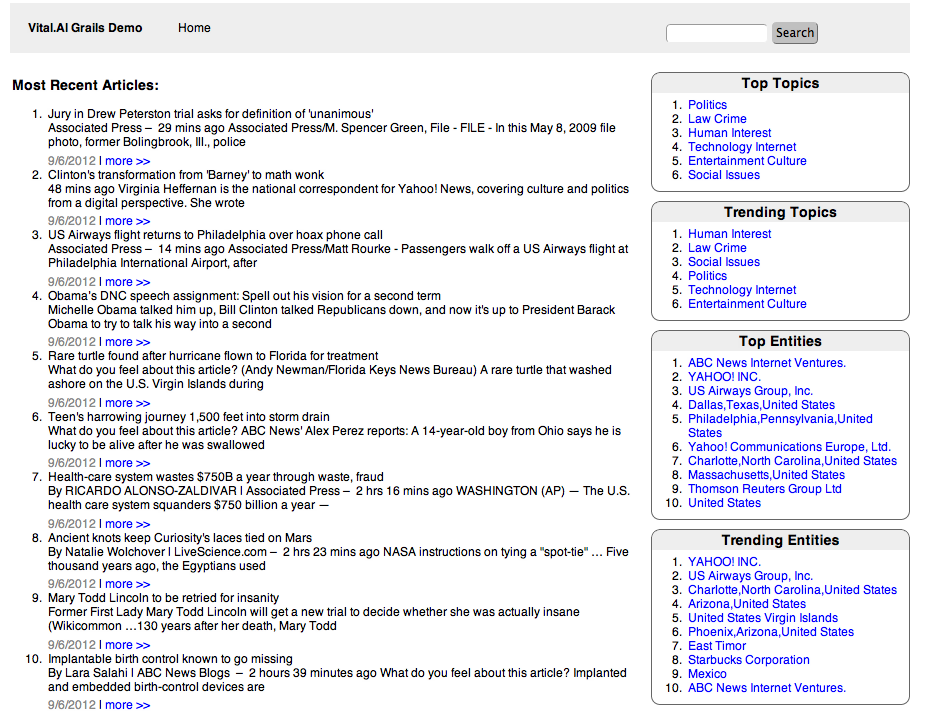 Vital.AI Grails Demo Home Search
Most Recent Articles:
1. Jury in Drew Peterston trial asks for definition of 'unanimous'
Associated Press – 29 mins ago Associated Press/M. Spencer Green, File - FILE - In this May 8, 2009 file
photo, former Bolingbrook, Ill., police
9/6/2012 | more >>
2. Clinton's transformation from 'Barney' to math wonk
48 mins ago Virginia Heffernan is the national correspondent for Yahoo! News, covering culture and politics
from a digital perspective. She wrote
9/6/2012 | more >>
3. US Airways flight returns to Philadelphia over hoax phone call
Associated Press – 14 mins ago Associated Press/Matt Rourke - Passengers walk off a US Airways flight at
Philadelphia International Airport, after
9/6/2012 | more >>
4. Obama's DNC speech assignment: Spell out his vision for a second term
Michelle Obama talked him up, Bill Clinton talked Republicans down, and now it's up to President Barack
Obama to try to talk his way into a second
9/6/2012 | more >>
5. Rare turtle found after hurricane flown to Florida for treatment
What do you feel about this article? (Andy Newman/Florida Keys News Bureau) A rare turtle that washed
ashore on the U.S. Virgin Islands during
9/6/2012 | more >>
6. Teen's harrowing journey 1,500 feet into storm drain
What do you feel about this article? ABC News' Alex Perez reports: A 14-year-old boy from Ohio says he is
lucky to be alive after he was swallowed
9/6/2012 | more >>
7. Health-care system wastes $750B a year through waste, fraud
By RICARDO ALONSO-ZALDIVAR | Associated Press – 2 hrs 16 mins ago WASHINGTON (AP) — The U.S.
health care system squanders $750 billion a year —
9/6/2012 | more >>
8. Ancient knots keep Curiosity's laces tied on Mars
By Natalie Wolchover | LiveScience.com – 2 hrs 23 mins ago NASA instructions on tying a "spot-tie" ... Five
thousand years ago, the Egyptians used
9/6/2012 | more >>
9. Mary Todd Lincoln to be retried for insanity
Former First Lady Mary Todd Lincoln will get a new trial to decide whether she was actually insane
(Wikicommon ...130 years after her death, Mary Todd
9/6/2012 | more >>
10. Implantable birth control known to go missing
By Lara Salahi | ABC News Blogs – 2 hours 39 minutes ago What do you feel about this article? Implanted
and embedded birth-control devices are
9/6/2012 | more >>
Top Topics
1. Politics
2. Law Crime
3. Human Interest
4. Technology Internet
5. Entertainment Culture
6. Social Issues
Trending Topics
1. Human Interest
2. Law Crime
3. Social Issues
4. Politics
5. Technology Internet
6. Entertainment Culture
Top Entities
1. ABC News Internet Ventures.
2. YAHOO! INC.
3. US Airways Group, Inc.
4. Dallas,Texas,United States
5. Philadelphia,Pennsylvania,United
States
6. Yahoo! Communications Europe, Ltd.
7. Charlotte,North Carolina,United States
8. Massachusetts,United States
9. Thomson Reuters Group Ltd
10. United States
Trending Entities
1. YAHOO! INC.
2. US Airways Group, Inc.
3. Charlotte,North Carolina,United States
4. Arizona,United States
5. United States Virgin Islands
6. Phoenix,Arizona,United States
7. East Timor
8. Starbucks Corporation
9. Mexico
10. ABC News Internet Ventures.